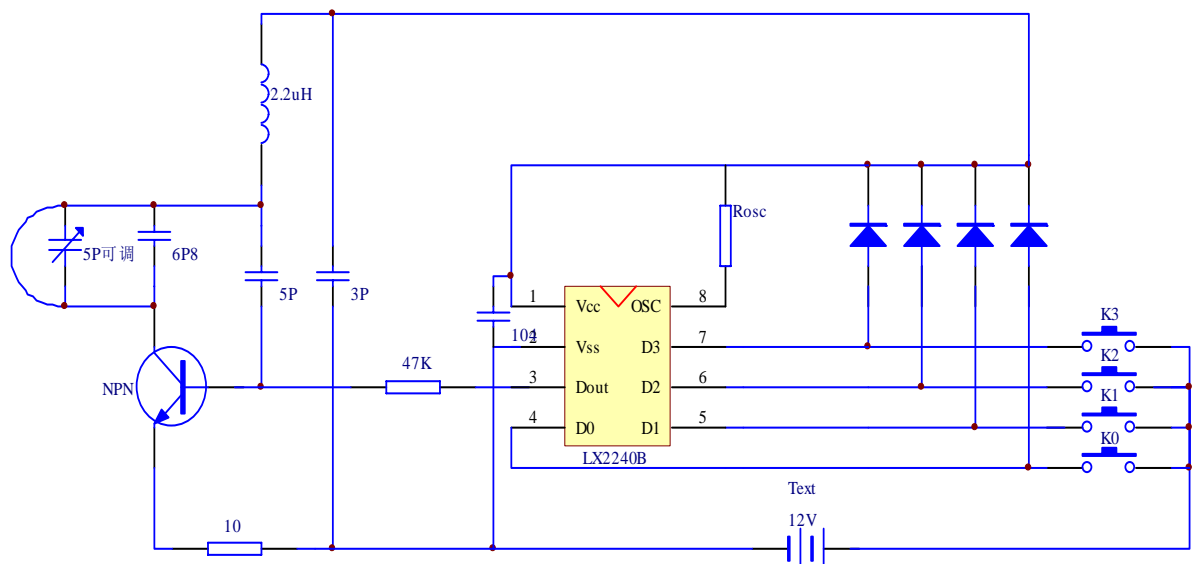 2.2uH
5P可调
6P8
5P
3P
Rosc
1
Vcc
OSC
8
104
2
Vss
D3
7
47K
3
Dout
D2
6
4
D0
D1
5
LX2240B
NPN
K3
K2
K1
K0
Text
12V
10